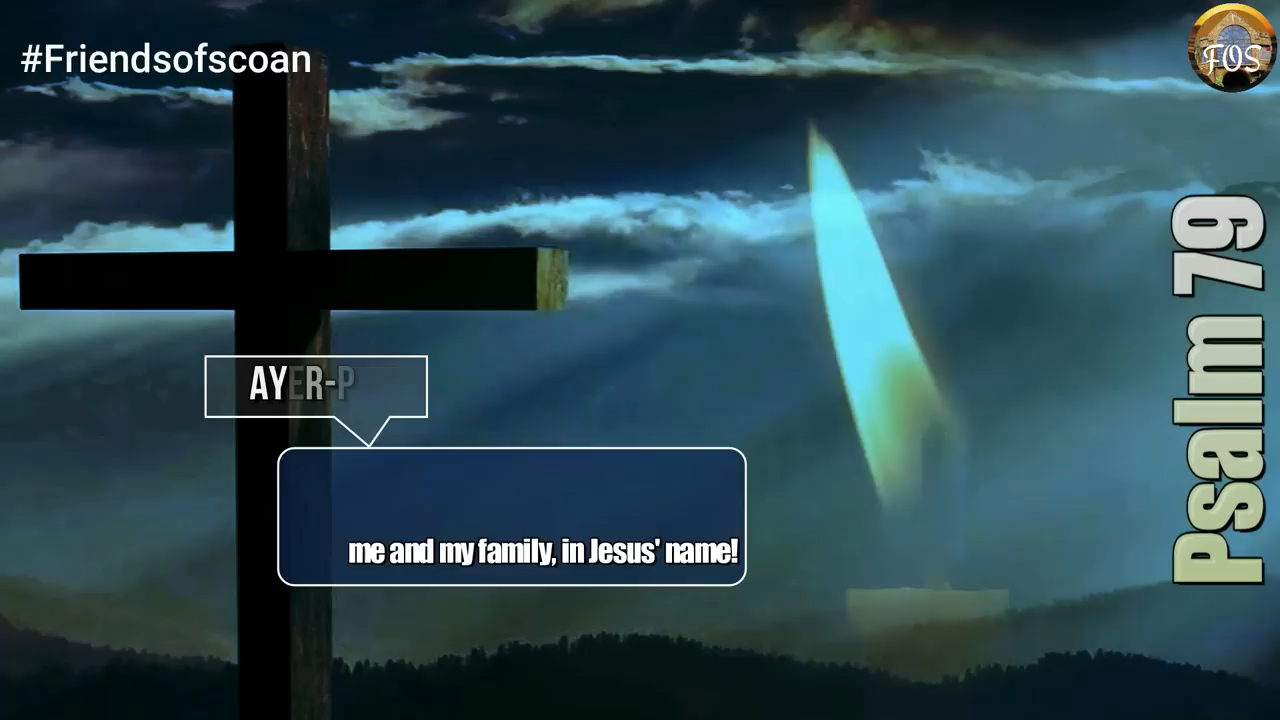 #Friendsofscoan
FOS
AYER-P
me and my family, in Jesus' name!
Psalm 79